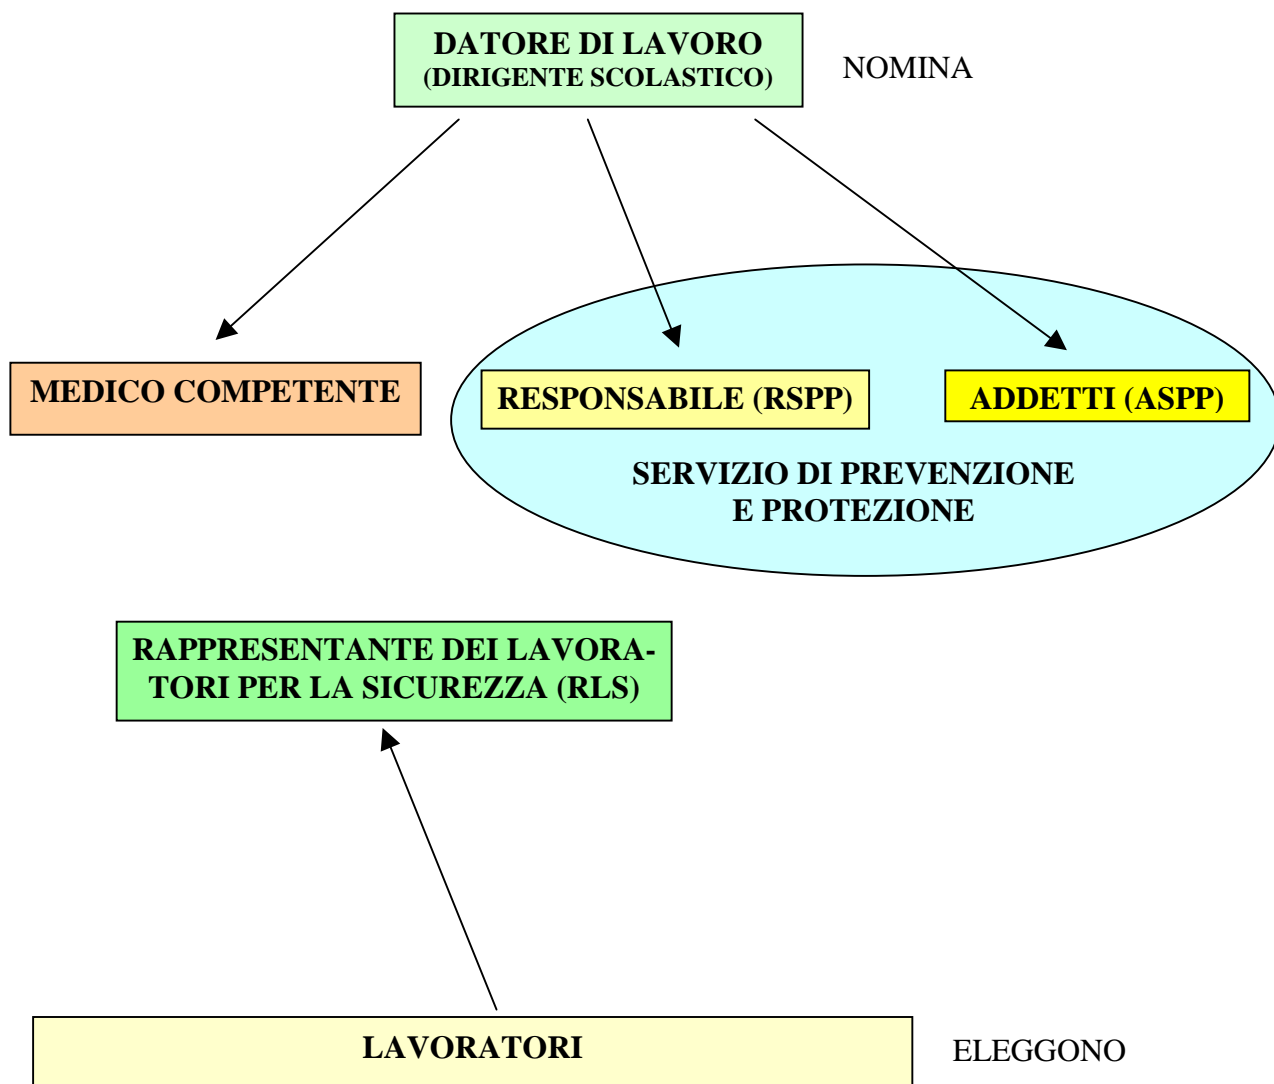 DATORE DI LAVORO
(DIRIGENTE SCOLASTICO)
NOMINA
MEDICO COMPETENTE
RESPONSABILE (RSPP)
ADDETTI (ASPP)
SERVIZIO DI PREVENZIONE
E PROTEZIONE
RAPPRESENTANTE DEI LAVORA-
TORI PER LA SICUREZZA (RLS)
LAVORATORI
ELEGGONO